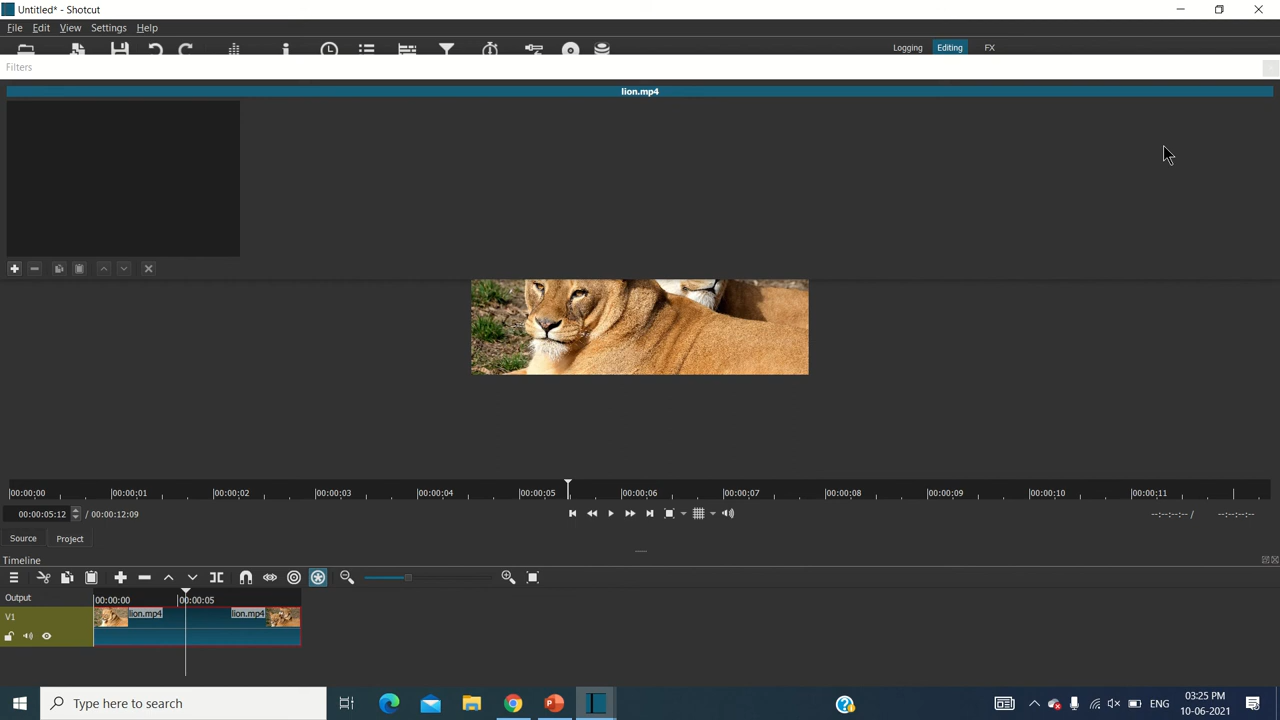 Untitled* - Shotcut
File Edit View Settings Help
Logging Editing FX
Filters
lion.mp4
00:00:00 00:00:01 00:00:02 00:00:03 00:00:04 00:00:05 00:00:06 00:00:07 00:00:08 00:00:09 00:00:10 00:00:11
00:00:05:12 / 00:00:12:09 --:--:--:-- / --:--:--:--
Source Project
Timeline
Output 00:00:00 00:00:05
V1 lion.mp4 lion.mp4
Type here to search
ENG
03:25 PM
10-06-2021